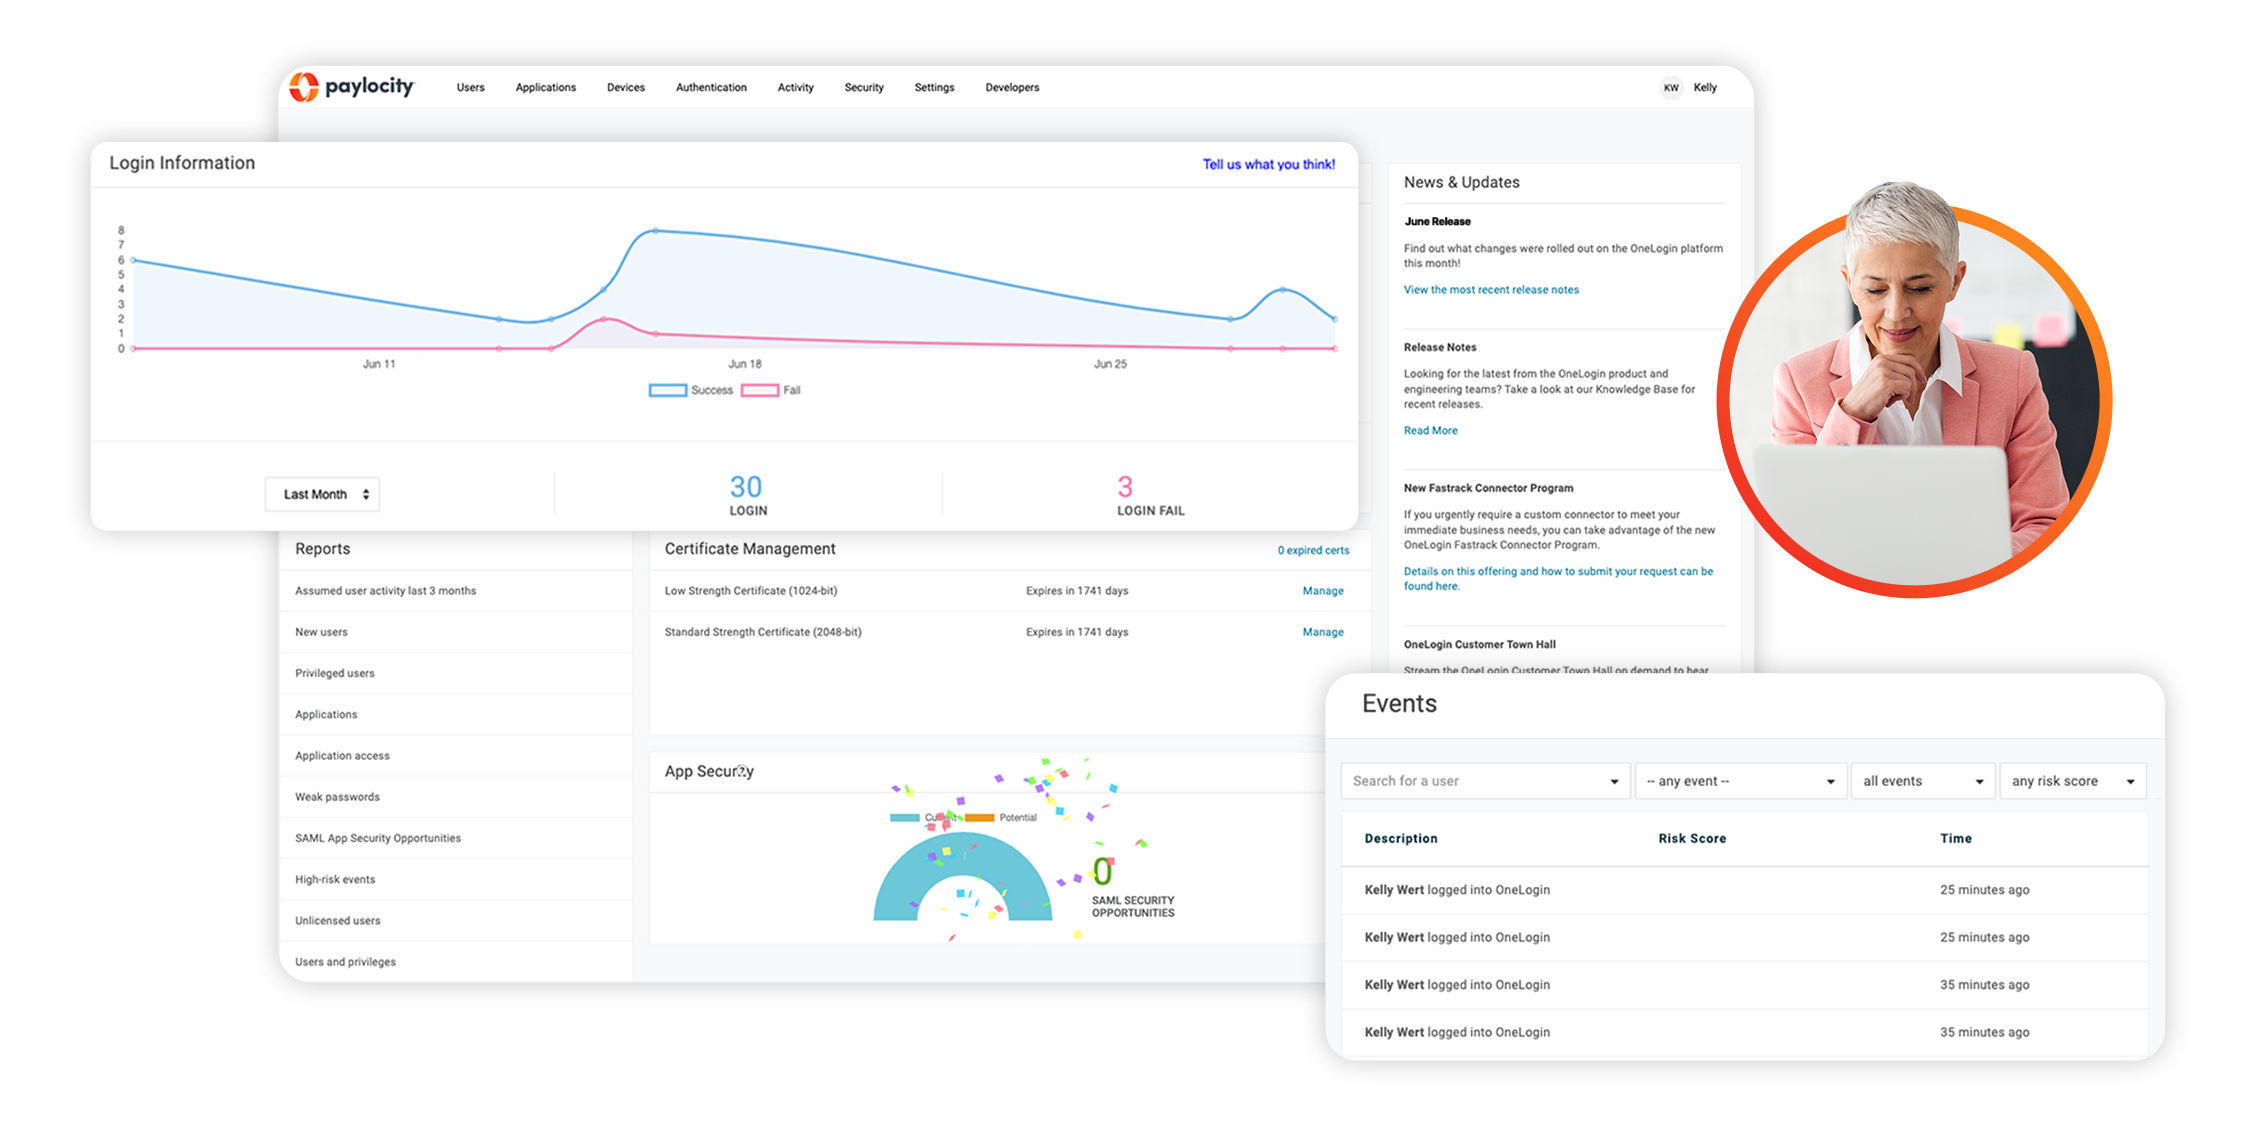 paylocity
Users Applications Devices Authentication Activity Security Settings Developers
KW Kelly
Login Information
Tell us what you think!
8
7
6
5
4
3
2
1
0
Jun 11 Jun 18 Jun 25
Success Fail
Last Month
30
LOGIN
3
LOGIN FAIL
News & Updates
June Release
Find out what changes were rolled out on the OneLogin platform
this month!
View the most recent release notes
Release Notes
Looking for the latest from the OneLogin product and
engineering teams? Take a look at our Knowledge Base for
recent releases.
Read More
New Fastrack Connector Program
If you urgently require a custom connector to meet your
immediate business needs, you can take advantage of the new
OneLogin Fastrack Connector Program.
Details on this offering and how to submit your request can be
found here.
OneLogin Customer Town Hall
Stream the OneLogin Customer Town Hall on demand to hear
Reports
Assumed user activity last 3 months
New users
Privileged users
Applications
Application access
Weak passwords
SAML App Security Opportunities
High-risk events
Unlicensed users
Users and privileges
Certificate Management
0 expired certs
Low Strength Certificate (1024-bit) Expires in 1741 days Manage
Standard Strength Certificate (2048-bit) Expires in 1741 days Manage
App Security
?
Current Potential
0
SAML SECURITY
OPPORTUNITIES
Events
Search for a user -- any event -- all events any risk score
Description Risk Score Time
Kelly Wert logged into OneLogin 25 minutes ago
Kelly Wert logged into OneLogin 25 minutes ago
Kelly Wert logged into OneLogin 35 minutes ago
Kelly Wert logged into OneLogin 35 minutes ago